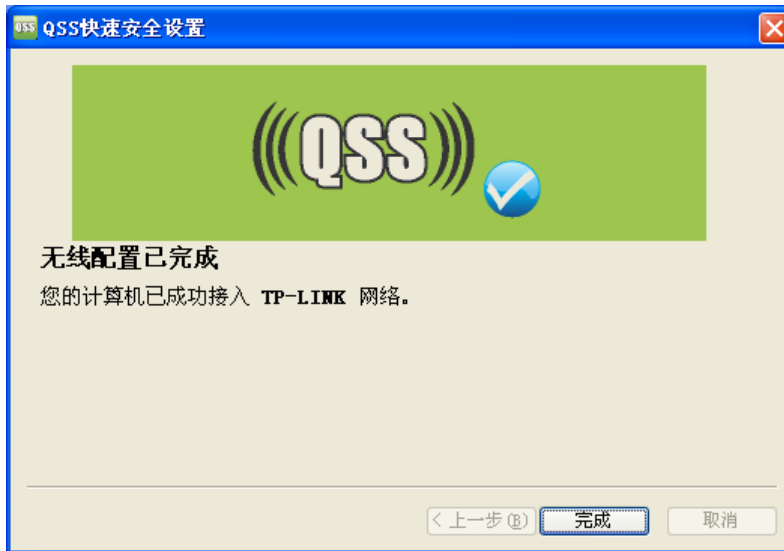 QSS QSS快速安全设置
(((QSS)))
无线配置已完成
您的计算机已成功接入 TP-LINK 网络。
< 上一步(B) 完成 取消